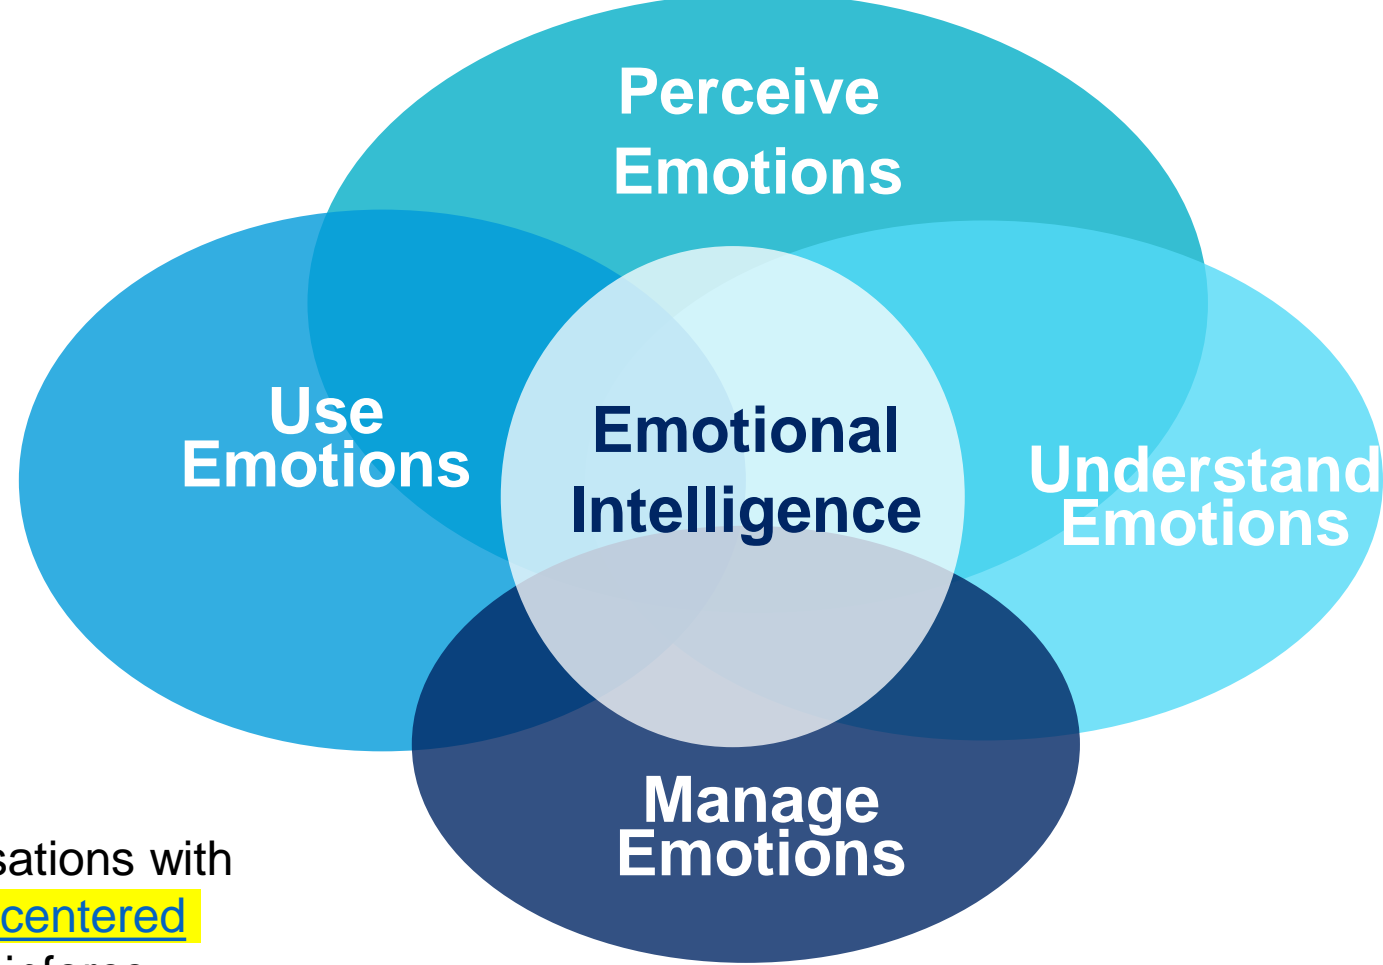 Perceive
Emotions
Use
Emotions
Emotional
Intelligence
Understand
Emotions
Manage
Emotions
sations with
centered